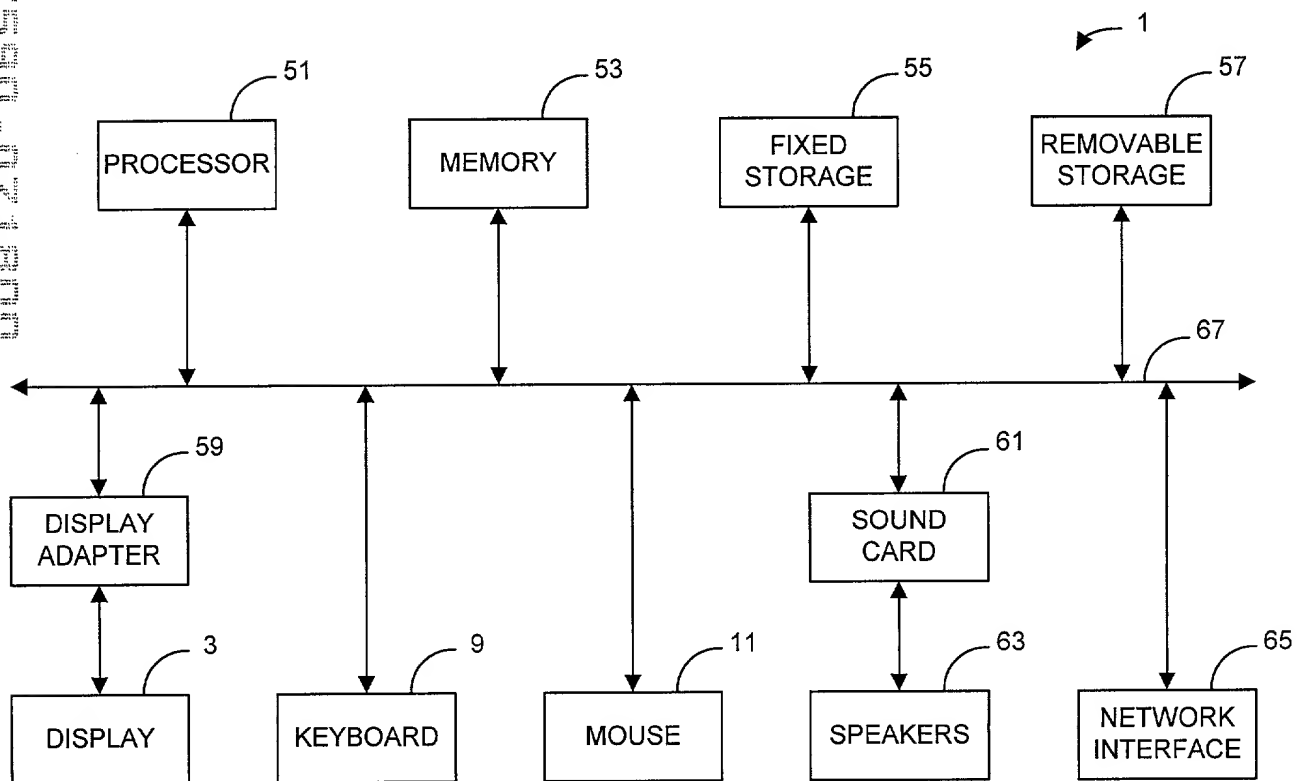 1
51
53
55
57
PROCESSOR
MEMORY
FIXED
STORAGE
REMOVABLE
STORAGE
67
59
61
DISPLAY
ADAPTER
SOUND
CARD
3
9
11
63
65
DISPLAY
KEYBOARD
MOUSE
SPEAKERS
NETWORK
INTERFACE